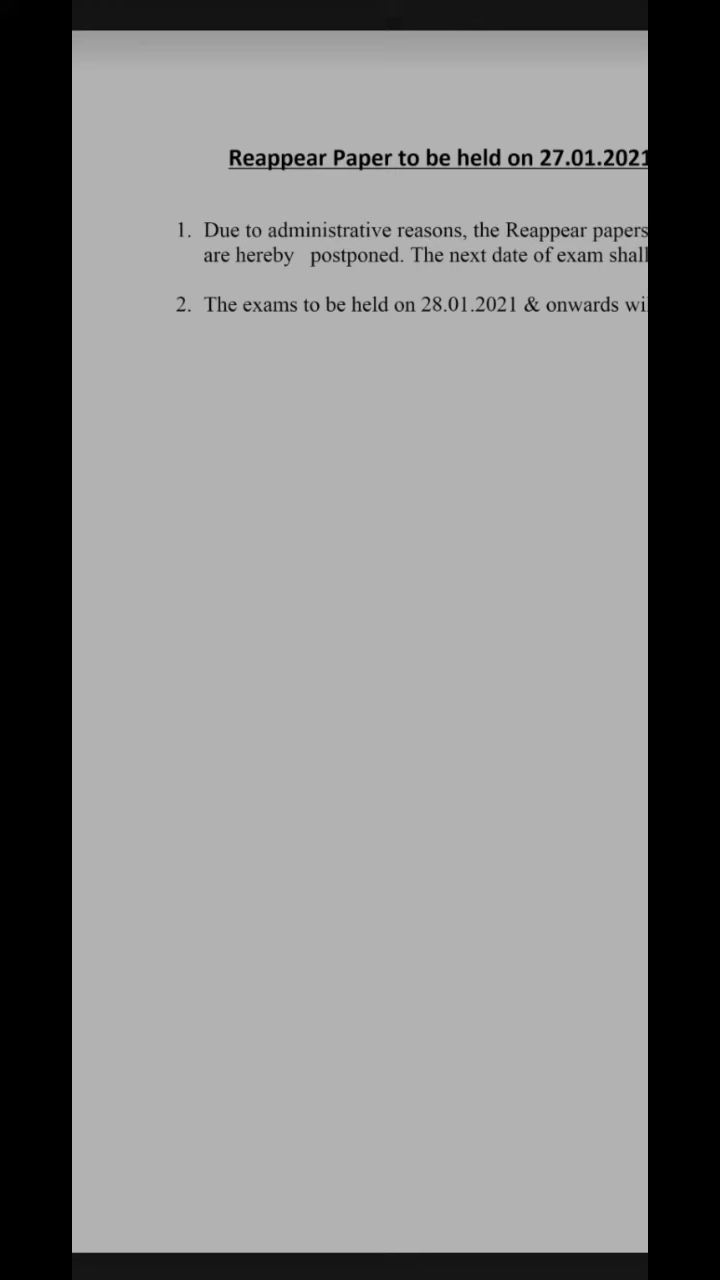 Reappear Paper to be held on 27.01.2021
1. Due to administrative reasons, the Reappear papers
are hereby postponed. The next date of exam shall
2. The exams to be held on 28.01.2021 & onwards